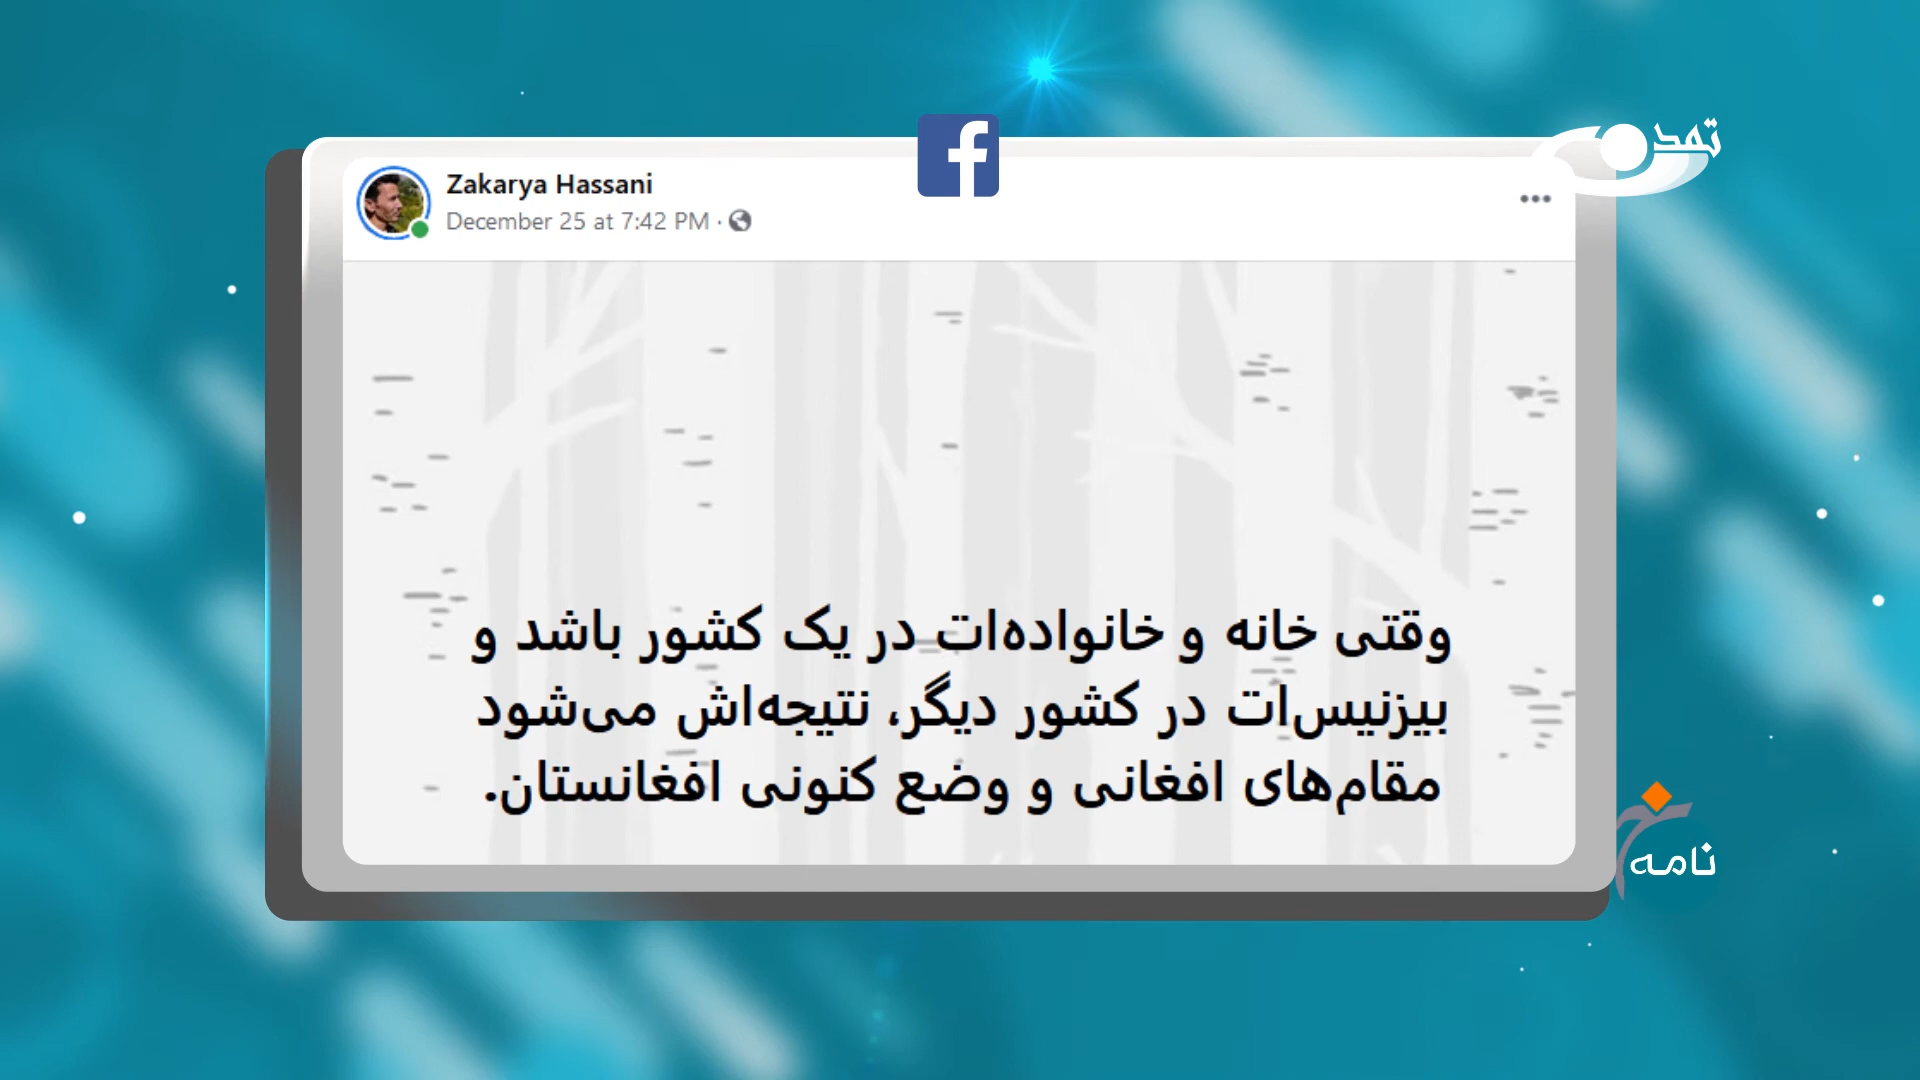 تمدن
Zakarya Hassani
December 25 at 7:42 PM ·
وقتی خانه و خانواده‌ات در یک کشور باشد و
بیزنیس‌ات در کشور دیگر، نتیجه‌اش می‌شود
مقام‌های افغانی و وضع کنونی افغانستان.
نامه